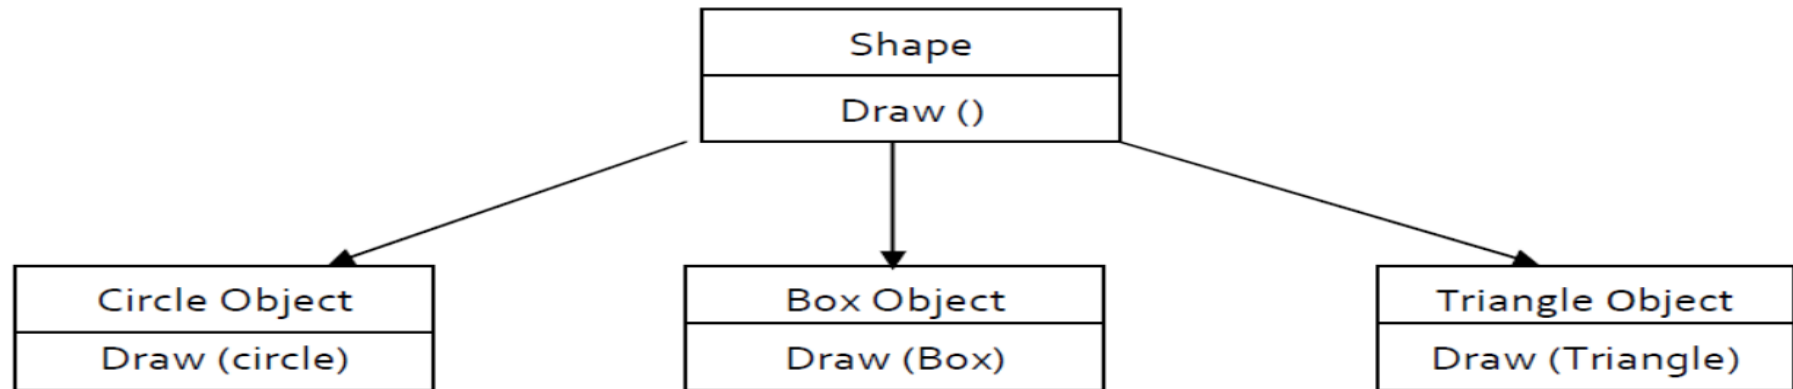 Shape
Draw ()
Circle Object
Draw (circle)
Box Object
Draw (Box)
Triangle Object
Draw (Triangle)